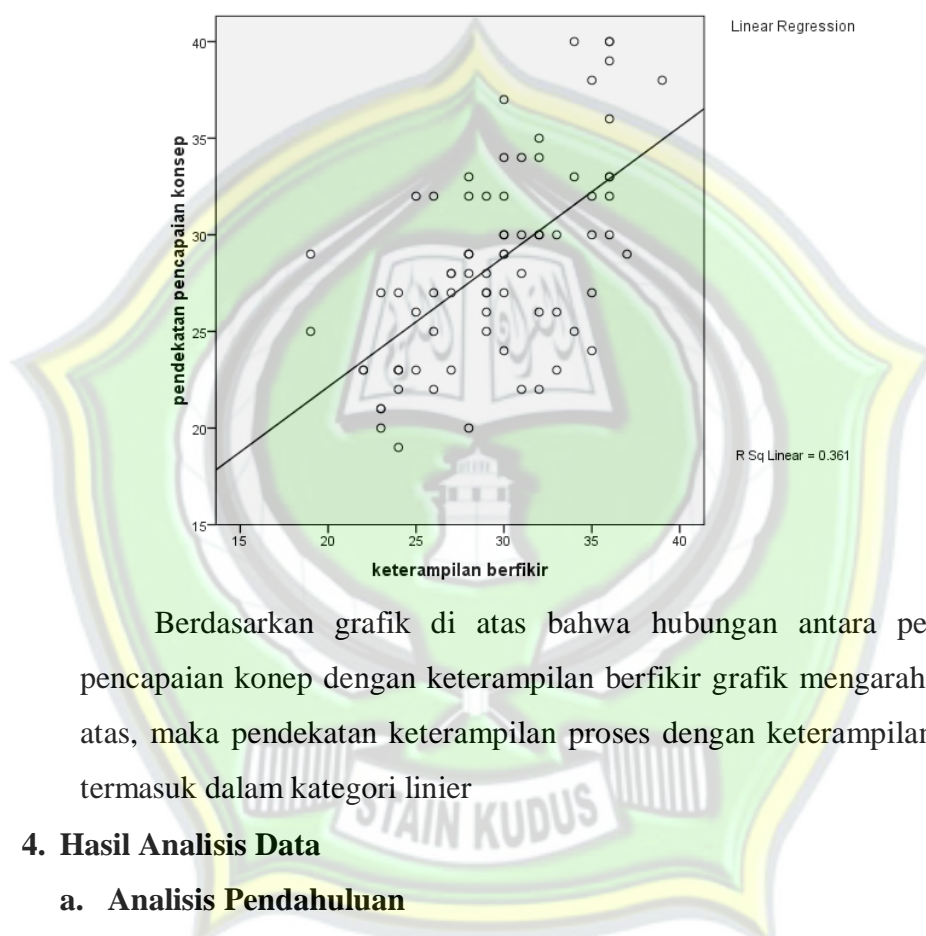 Linear Regression
40
35
30
25
20
15
pendekatan pencapaian konsep
R Sq Linear = 0.361
15 20 25 30 35 40
keterampilan berfikir
Berdasarkan grafik di atas bahwa hubungan antara pe
pencapaian konep dengan keterampilan berfikir grafik mengarah
atas, maka pendekatan keterampilan proses dengan keterampilan
termasuk dalam kategori linier
STAIN KUDUS
4. Hasil Analisis Data
a. Analisis Pendahuluan